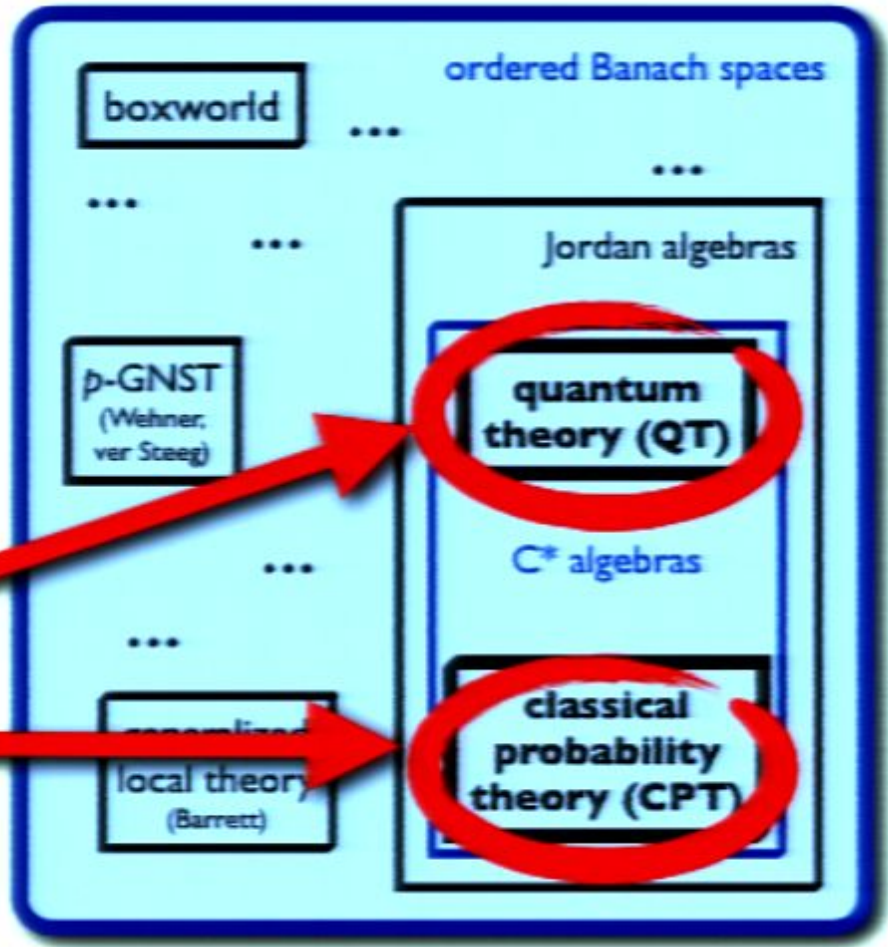 ordered Banach spaces
boxworld
...
...
...
...
Jordan algebras
p-GNST
(Wehner,
ver Steeg)
quantum
theory (QT)
...
C* algebras
...
local theory
(Barrett)
classical
probability
theory (CPT)